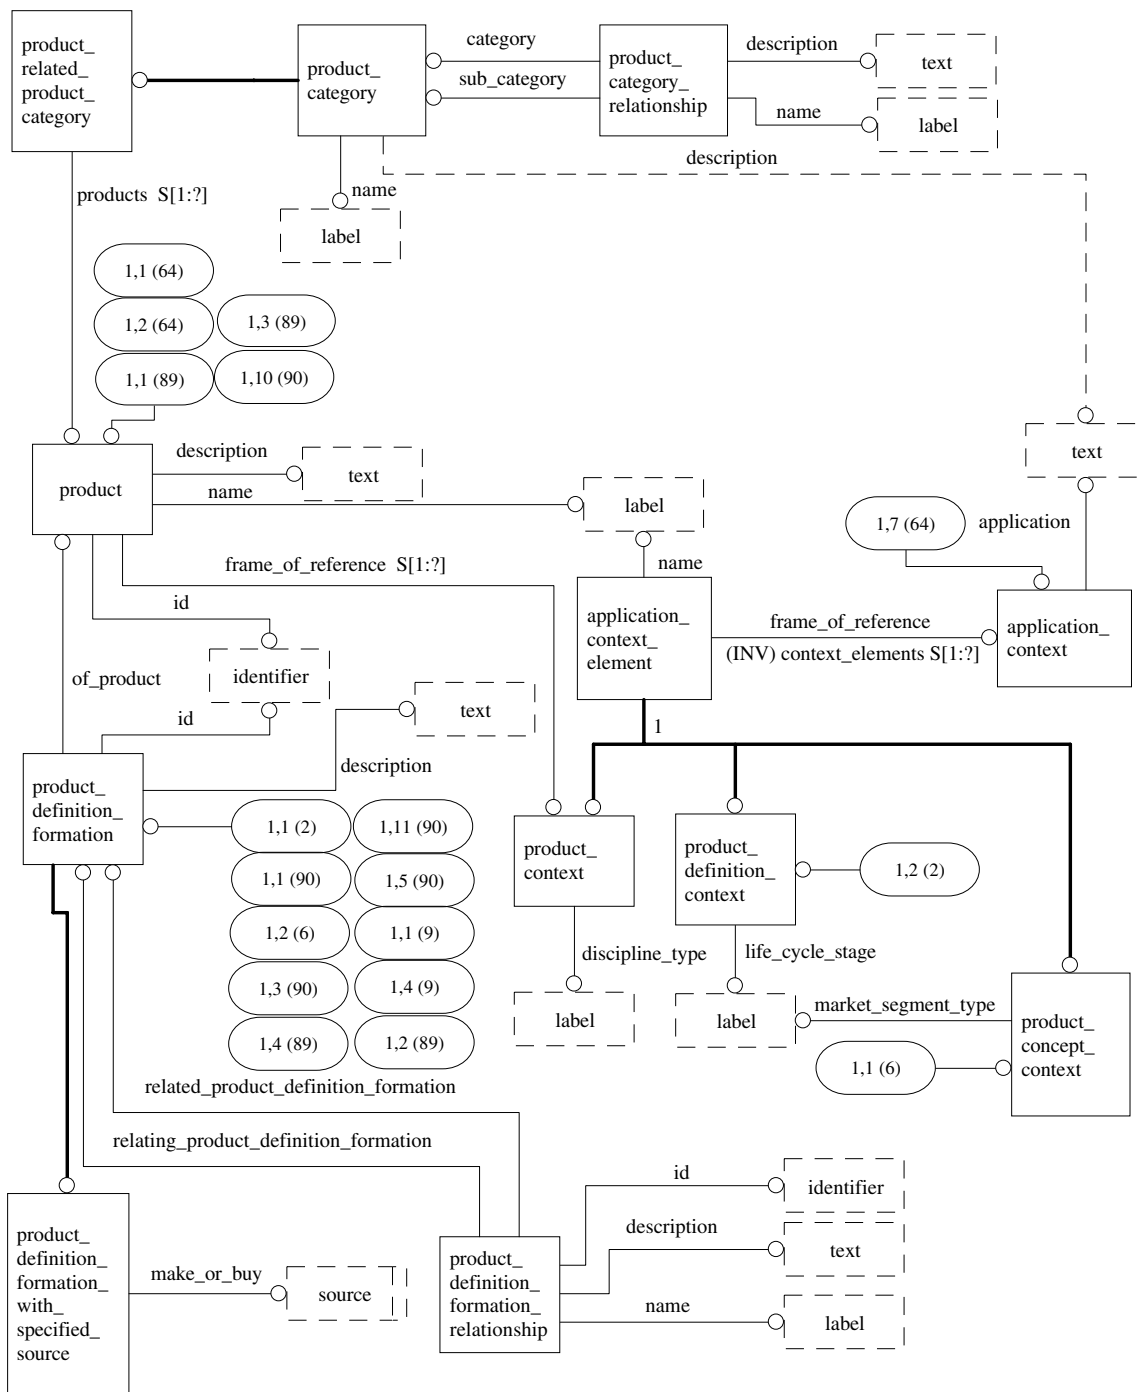 product_
related_
product_
category
product_
category
category
sub_category
product_
category_
relationship
description
text
name
label
description
products S[1:?]
name
label
1,1 (64)
1,2 (64)
1,3 (89)
1,1 (89)
1,10 (90)
description
text
product
name
label
text
1,7 (64)
application
frame_of_reference S[1:?]
name
id
application_
context_
element
frame_of_reference
(INV) context_elements S[1:?]
application_
context
identifier
of_product
id
text
description
1
product_
definition_
formation
1,1 (2)
1,11 (90)
1,1 (90)
1,5 (90)
1,2 (6)
1,1 (9)
1,3 (90)
1,4 (9)
1,4 (89)
1,2 (89)
product_
context
product_
definition_
context
1,2 (2)
discipline_type
life_cycle_stage
label
label
market_segment_type
product_
concept_
context
1,1 (6)
related_product_definition_formation
relating_product_definition_formation
id
identifier
description
text
name
label
product_
definition_
formation_
with_
specified_
source
make_or_buy
source
product_
definition_
formation_
relationship